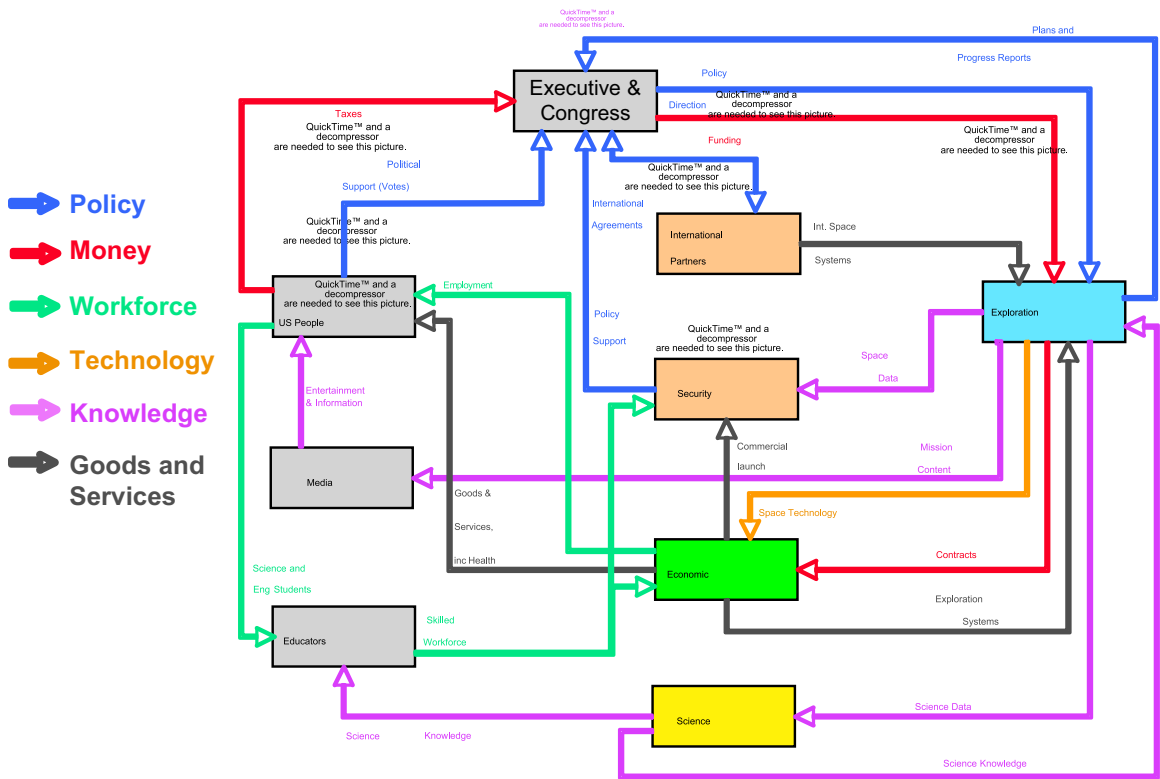 QuickTime™ and a
decompressor
are needed to see this picture.
Plans and
Progress Reports
Executive &
Congress
Policy
Direction
QuickTime™ and a
decompressor
are needed to see this picture.
Funding
QuickTime™ and a
decompressor
are needed to see this picture.
Taxes
QuickTime™ and a
decompressor
are needed to see this picture.
Political
Support (Votes)
QuickTime™ and a
decompressor
are needed to see this picture.
International
Agreements
QuickTime™ and a
decompressor
are needed to see this picture.
Policy
Money
Workforce
Technology
Knowledge
Goods and
Services
International
Partners
Int. Space
Systems
QuickTime™ and a
decompressor
are needed to see this picture.
US People
Employment
Exploration
Policy
Support
QuickTime™ and a
decompressor
are needed to see this picture.
Space
Data
Security
Entertainment
& Information
Commercial
launch
Mission
Content
Media
Goods &
Services,
inc Health
Space Technology
Contracts
Economic
Science and
Eng Students
Exploration
Systems
Skilled
Workforce
Educators
Science Data
Science
Science Knowledge
Science Knowledge